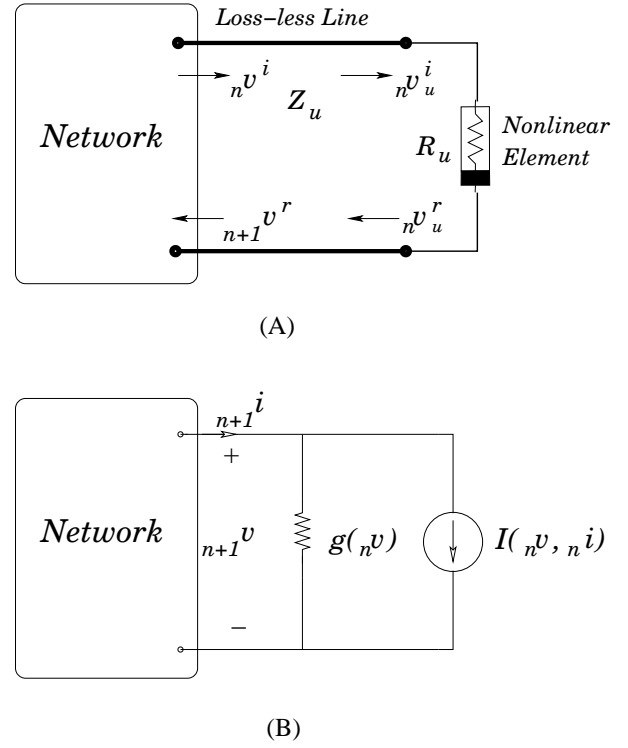 Loss-less Line
nv^i
nv_u^i
Z_u
Network
R_u
Nonlinear
Element
n+1v^r
nv_u^r
(A)
n+1i
+
Network
n+1v
g(nv)
I(nv, ni)
−
(B)